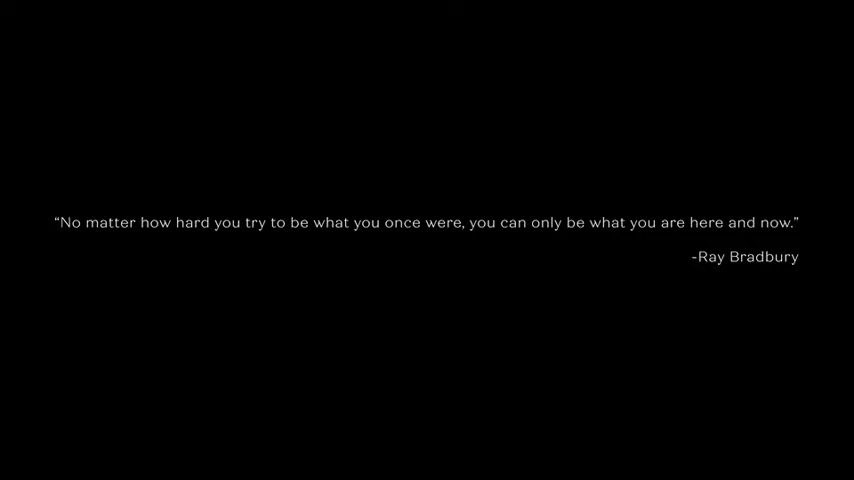 “No matter how hard you try to be what you once were, you can only be what you are here and now.”
-Ray Bradbury